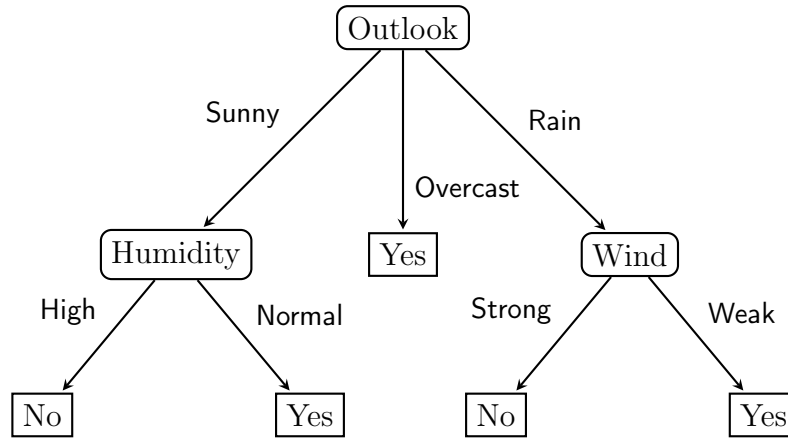 Outlook
Sunny
Rain
Overcast
Humidity
Yes
Wind
High
Normal
Strong
Weak
No
Yes
No
Yes